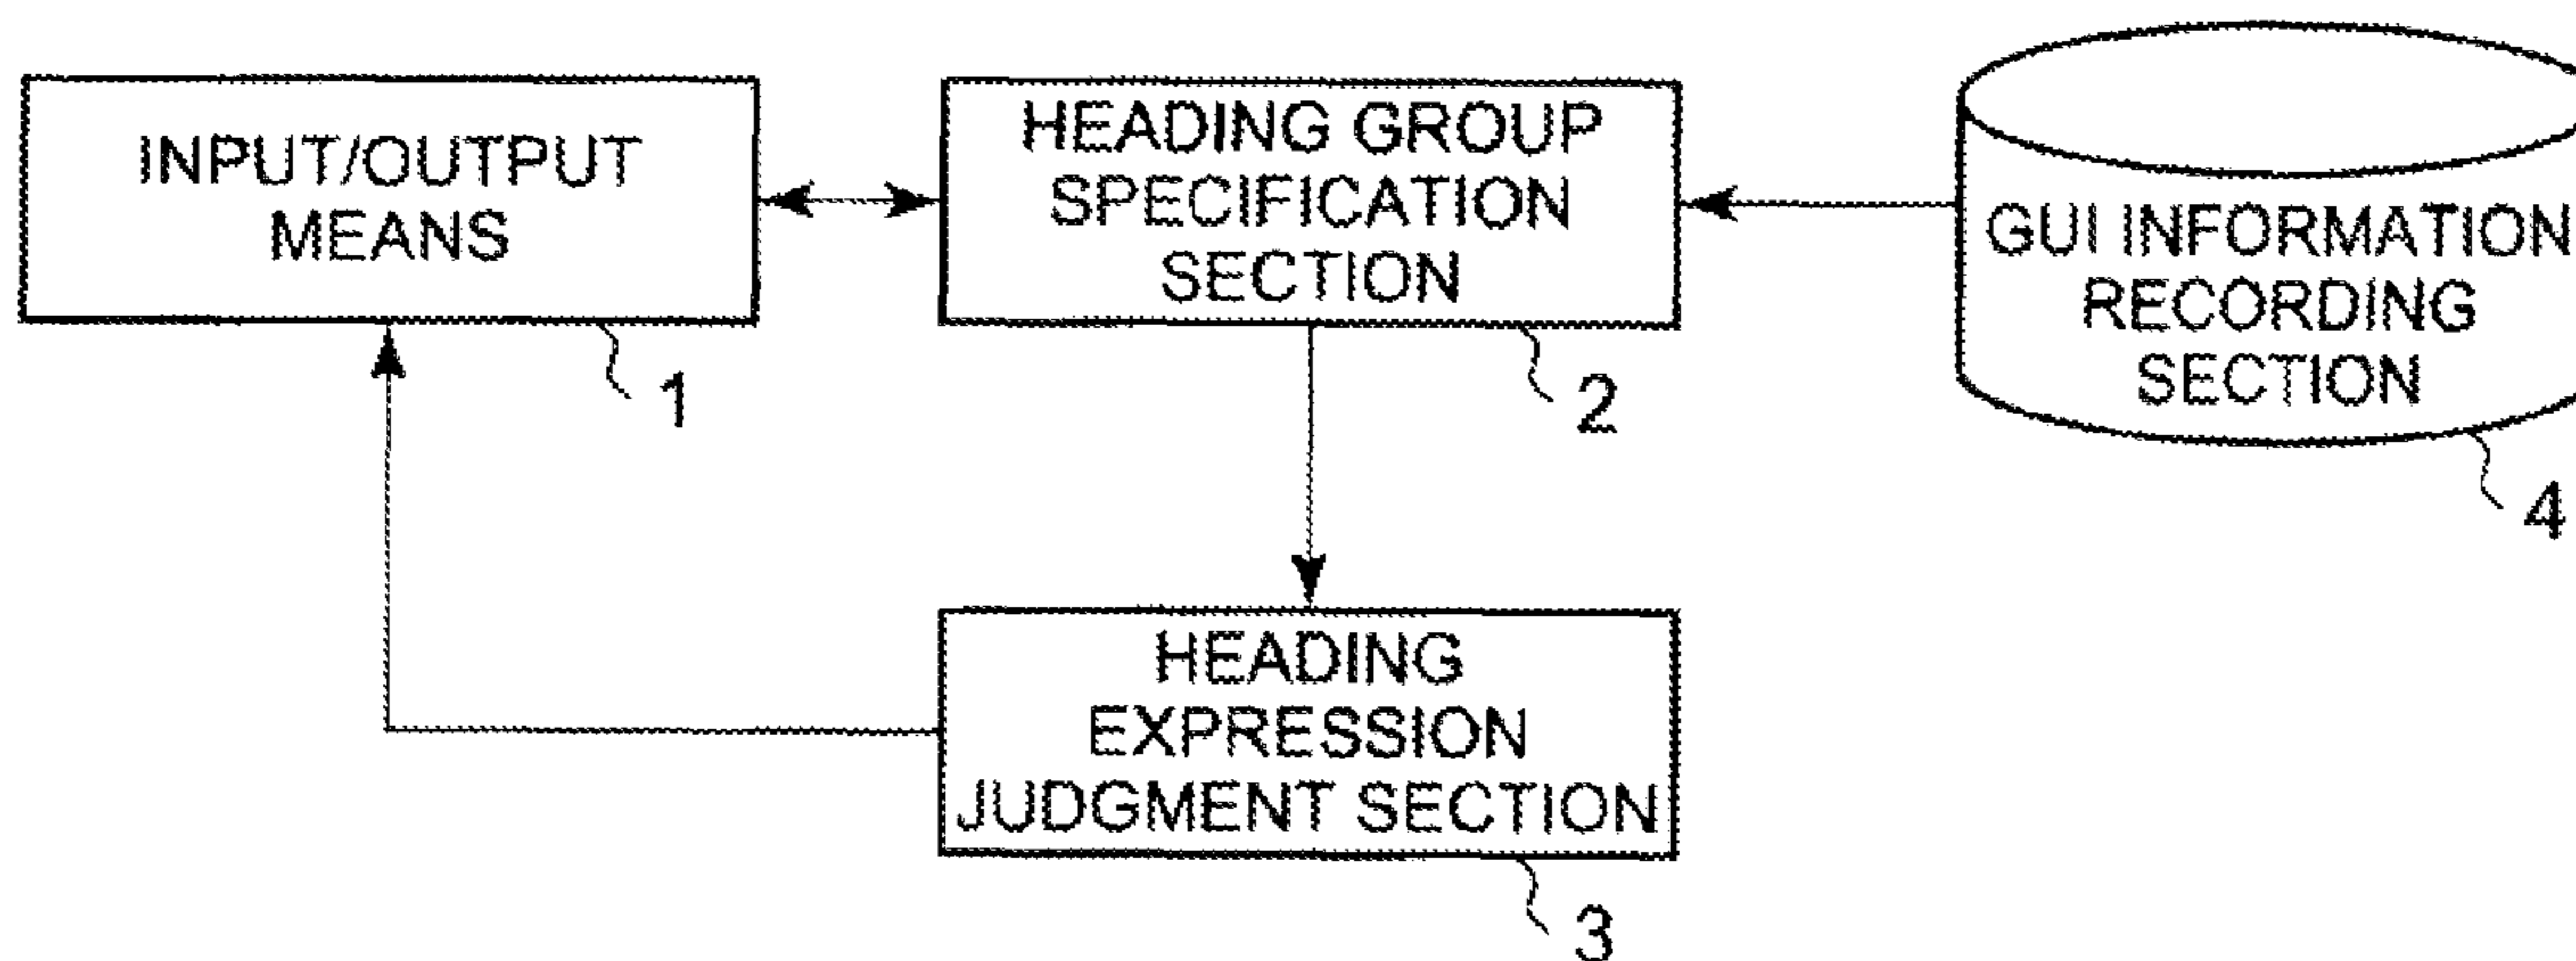 INPUT/OUTPUT
MEANS
1
HEADING GROUP
SPECIFICATION
SECTION
2
GUI INFORMATION
RECORDING
SECTION
4
HEADING
EXPRESSION
JUDGMENT SECTION
3